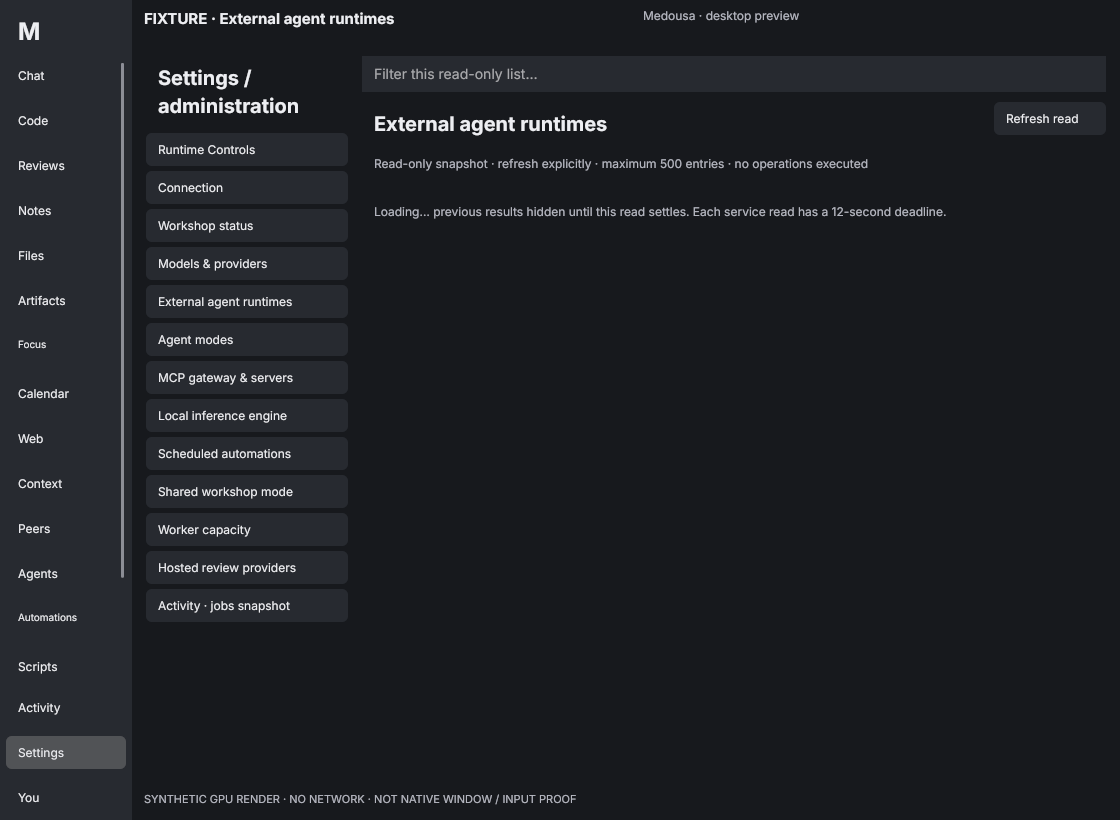 M
Chat
Code
Reviews
Notes
Files
Artifacts
Focus
Calendar
Web
Context
Peers
Agents
Automations
Scripts
Activity
Settings
You
FIXTURE · External agent runtimes
Medousa · desktop preview
Settings /
administration
Runtime Controls
Connection
Workshop status
Models & providers
External agent runtimes
Agent modes
MCP gateway & servers
Local inference engine
Scheduled automations
Shared workshop mode
Worker capacity
Hosted review providers
Activity · jobs snapshot
Filter this read-only list...
External agent runtimes
Refresh read
Read-only snapshot · refresh explicitly · maximum 500 entries · no operations executed
Loading... previous results hidden until this read settles. Each service read has a 12-second deadline.
SYNTHETIC GPU RENDER · NO NETWORK · NOT NATIVE WINDOW / INPUT PROOF